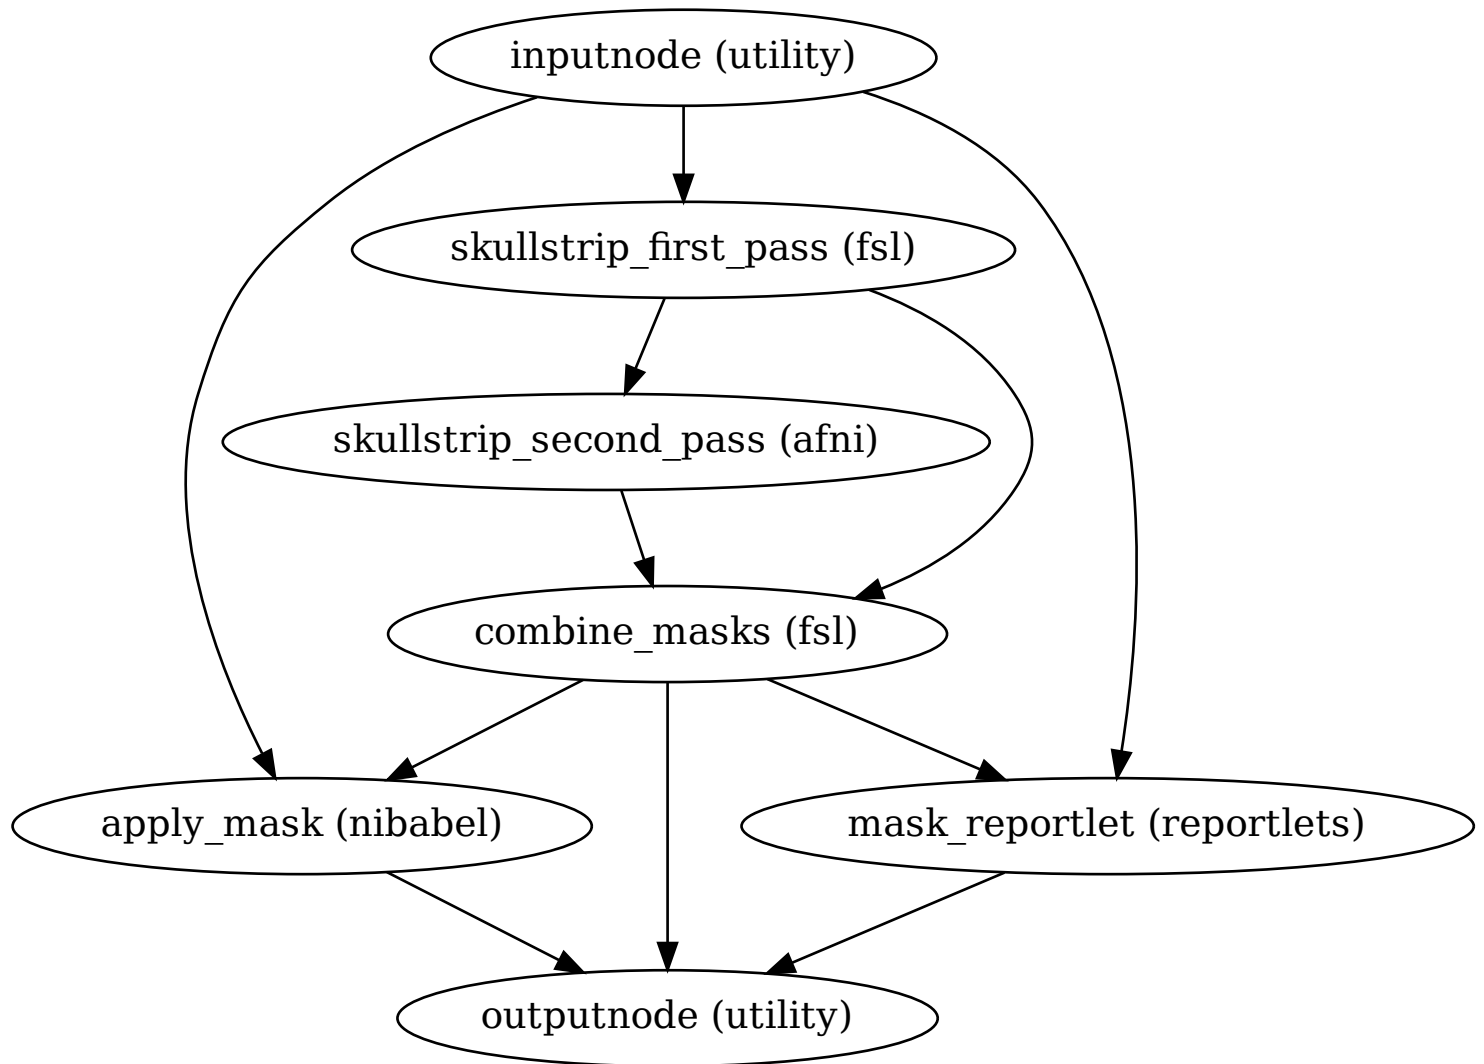 inputnode (utility)
skullstrip_first_pass (fsl)
skullstrip_second_pass (afni)
combine_masks (fsl)
apply_mask (nibabel)
mask_reportlet (reportlets)
outputnode (utility)